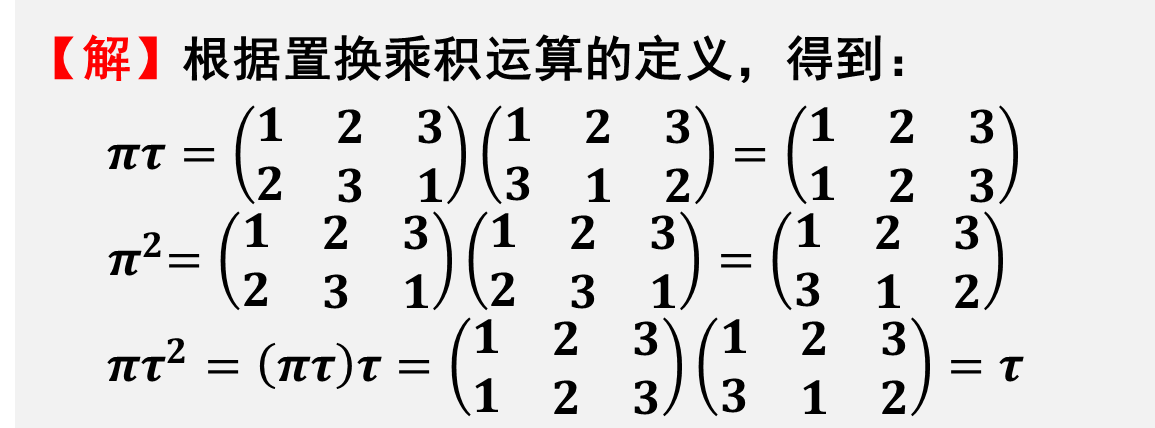 【解】根据置换乘积运算的定义，得到：
πτ = (1 2 3 / 2 3 1)(1 2 3 / 3 1 2) = (1 2 3 / 1 2 3)
π²= (1 2 3 / 2 3 1)(1 2 3 / 2 3 1) = (1 2 3 / 3 1 2)
πτ² = (πτ)τ = (1 2 3 / 1 2 3)(1 2 3 / 3 1 2) = τ